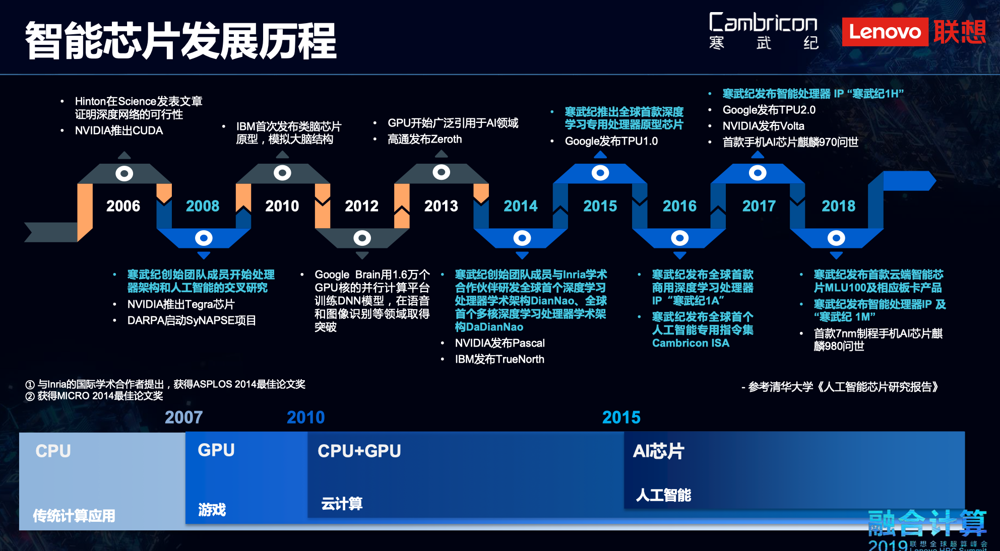 智能芯片发展历程
Cambricon
寒武纪
Lenovo 联想
• Hinton在Science发表文章
证明深度网络的可行性
• NVIDIA推出CUDA
• IBM首次发布类脑芯片
原型，模拟大脑结构
• GPU开始广泛引用于AI领域
• 高通发布Zeroth
• 寒武纪推出全球首款深度
学习专用处理器原型芯片
• Google发布TPU1.0
• 寒武纪发布智能处理器 IP “寒武纪1H”
• Google发布TPU2.0
• NVIDIA发布Volta
• 首款手机AI芯片麒麟970问世
2006
2008
2010
2012
2013
2014
2015
2016
2017
2018
• 寒武纪创始团队成员开始处理
器架构和人工智能的交叉研究
• NVIDIA推出Tegra芯片
• DARPA启动SyNAPSE项目
• Google Brain用1.6万个
GPU核的并行计算平台
训练DNN模型，在语音
和图像识别等领域取得
突破
• 寒武纪创始团队成员与Inria学术
合作伙伴研发全球首个深度学习
处理器学术架构DianNao、全球
首个多核深度学习处理器学术架
构DaDianNao
• NVIDIA发布Pascal
• IBM发布TrueNorth
• 寒武纪发布全球首款
商用深度学习处理器
IP “寒武纪1A”
• 寒武纪发布全球首个
人工智能专用指令集
Cambricon ISA
• 寒武纪发布首款云端智能芯
片MLU100及相应板卡产品
• 寒武纪发布智能处理器IP 及
“寒武纪 1M”
• 首款7nm制程手机AI芯片麒
麟980问世
① 与Inria的国际学术合作者提出，获得ASPLOS 2014最佳论文奖
② 获得MICRO 2014最佳论文奖
- 参考清华大学《人工智能芯片研究报告》
2007
2010
2015
CPU
GPU
CPU+GPU
AI芯片
传统计算应用
游戏
云计算
人工智能
融合计算
2019 联想全球超算峰会
Lenovo HPC Summit